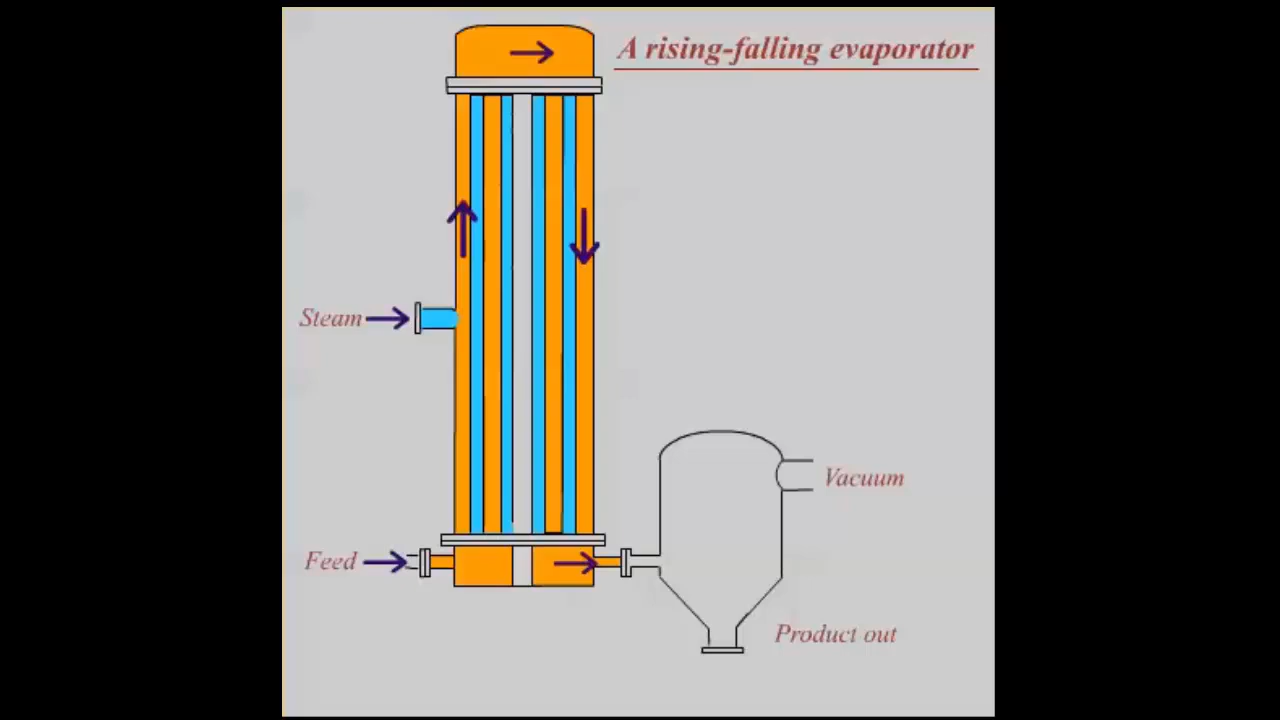 A rising-falling evaporator
Steam
Vacuum
Feed
Product out